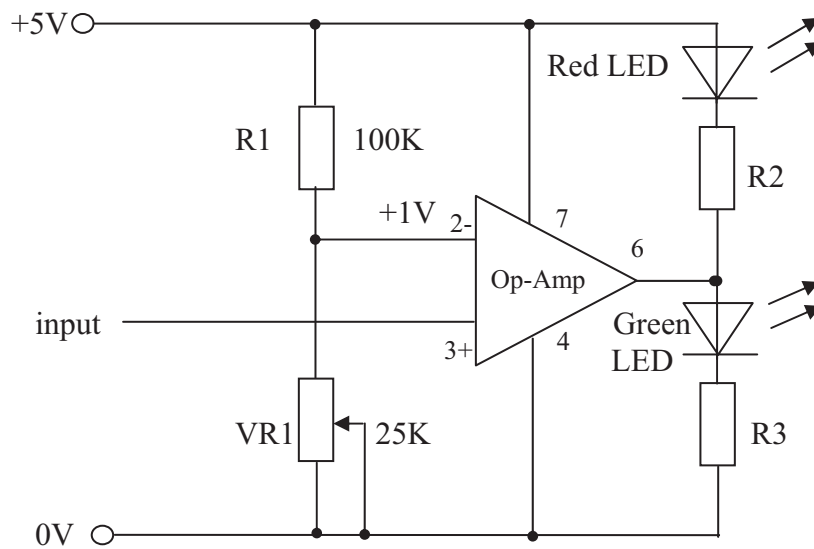 +5V
Red LED
R1 100K
R2
+1V
2-
7
6
Op-Amp
input
3+
4
Green
LED
VR1 25K
R3
0V